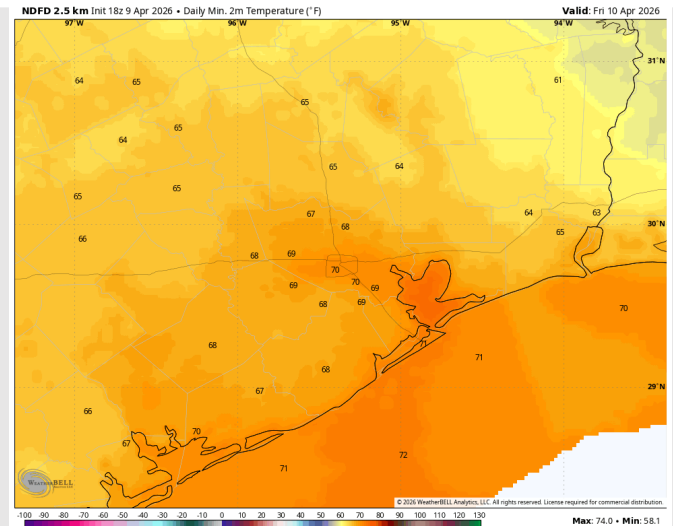 NDFD 2.5 km Init 18z 9 Apr 2026 • Daily Min. 2m Temperature (°F)
Valid: Fri 10 Apr 2026
97°W 96°W 95°W 94°W
31°N
64 65 61
65
65
64
65 64
65 65
67 64 63
68 65
66
30°N
68 69
70
69 70 69
68 69
70
68 71
71
68
29°N
67
66
70
67
72
71
WEATHERBELL
© 2026 WeatherBELL Analytics, LLC. All rights reserved. License required for commercial distribution.
-100 -90 -80 -70 -60 -50 -40 -30 -20 -10 0 10 20 30 40 50 60 70 80 90 100 110 120 130
Max: 74.0 • Min: 58.1